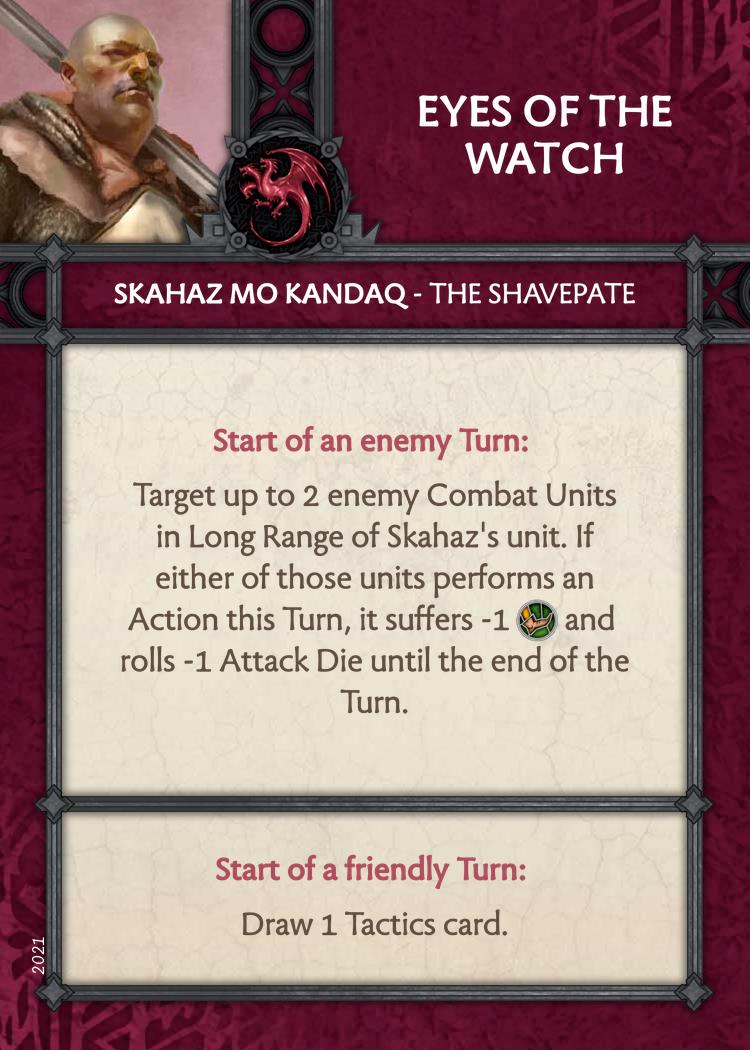 EYES OF THE
WATCH
SKAHAZ MO KANDAQ - THE SHAVEPATE
Start of an enemy Turn:
Target up to 2 enemy Combat Units
in Long Range of Skahaz's unit. If
either of those units performs an
Action this Turn, it suffers -1 and
rolls -1 Attack Die until the end of the
Turn.
Start of a friendly Turn:
Draw 1 Tactics card.
2021